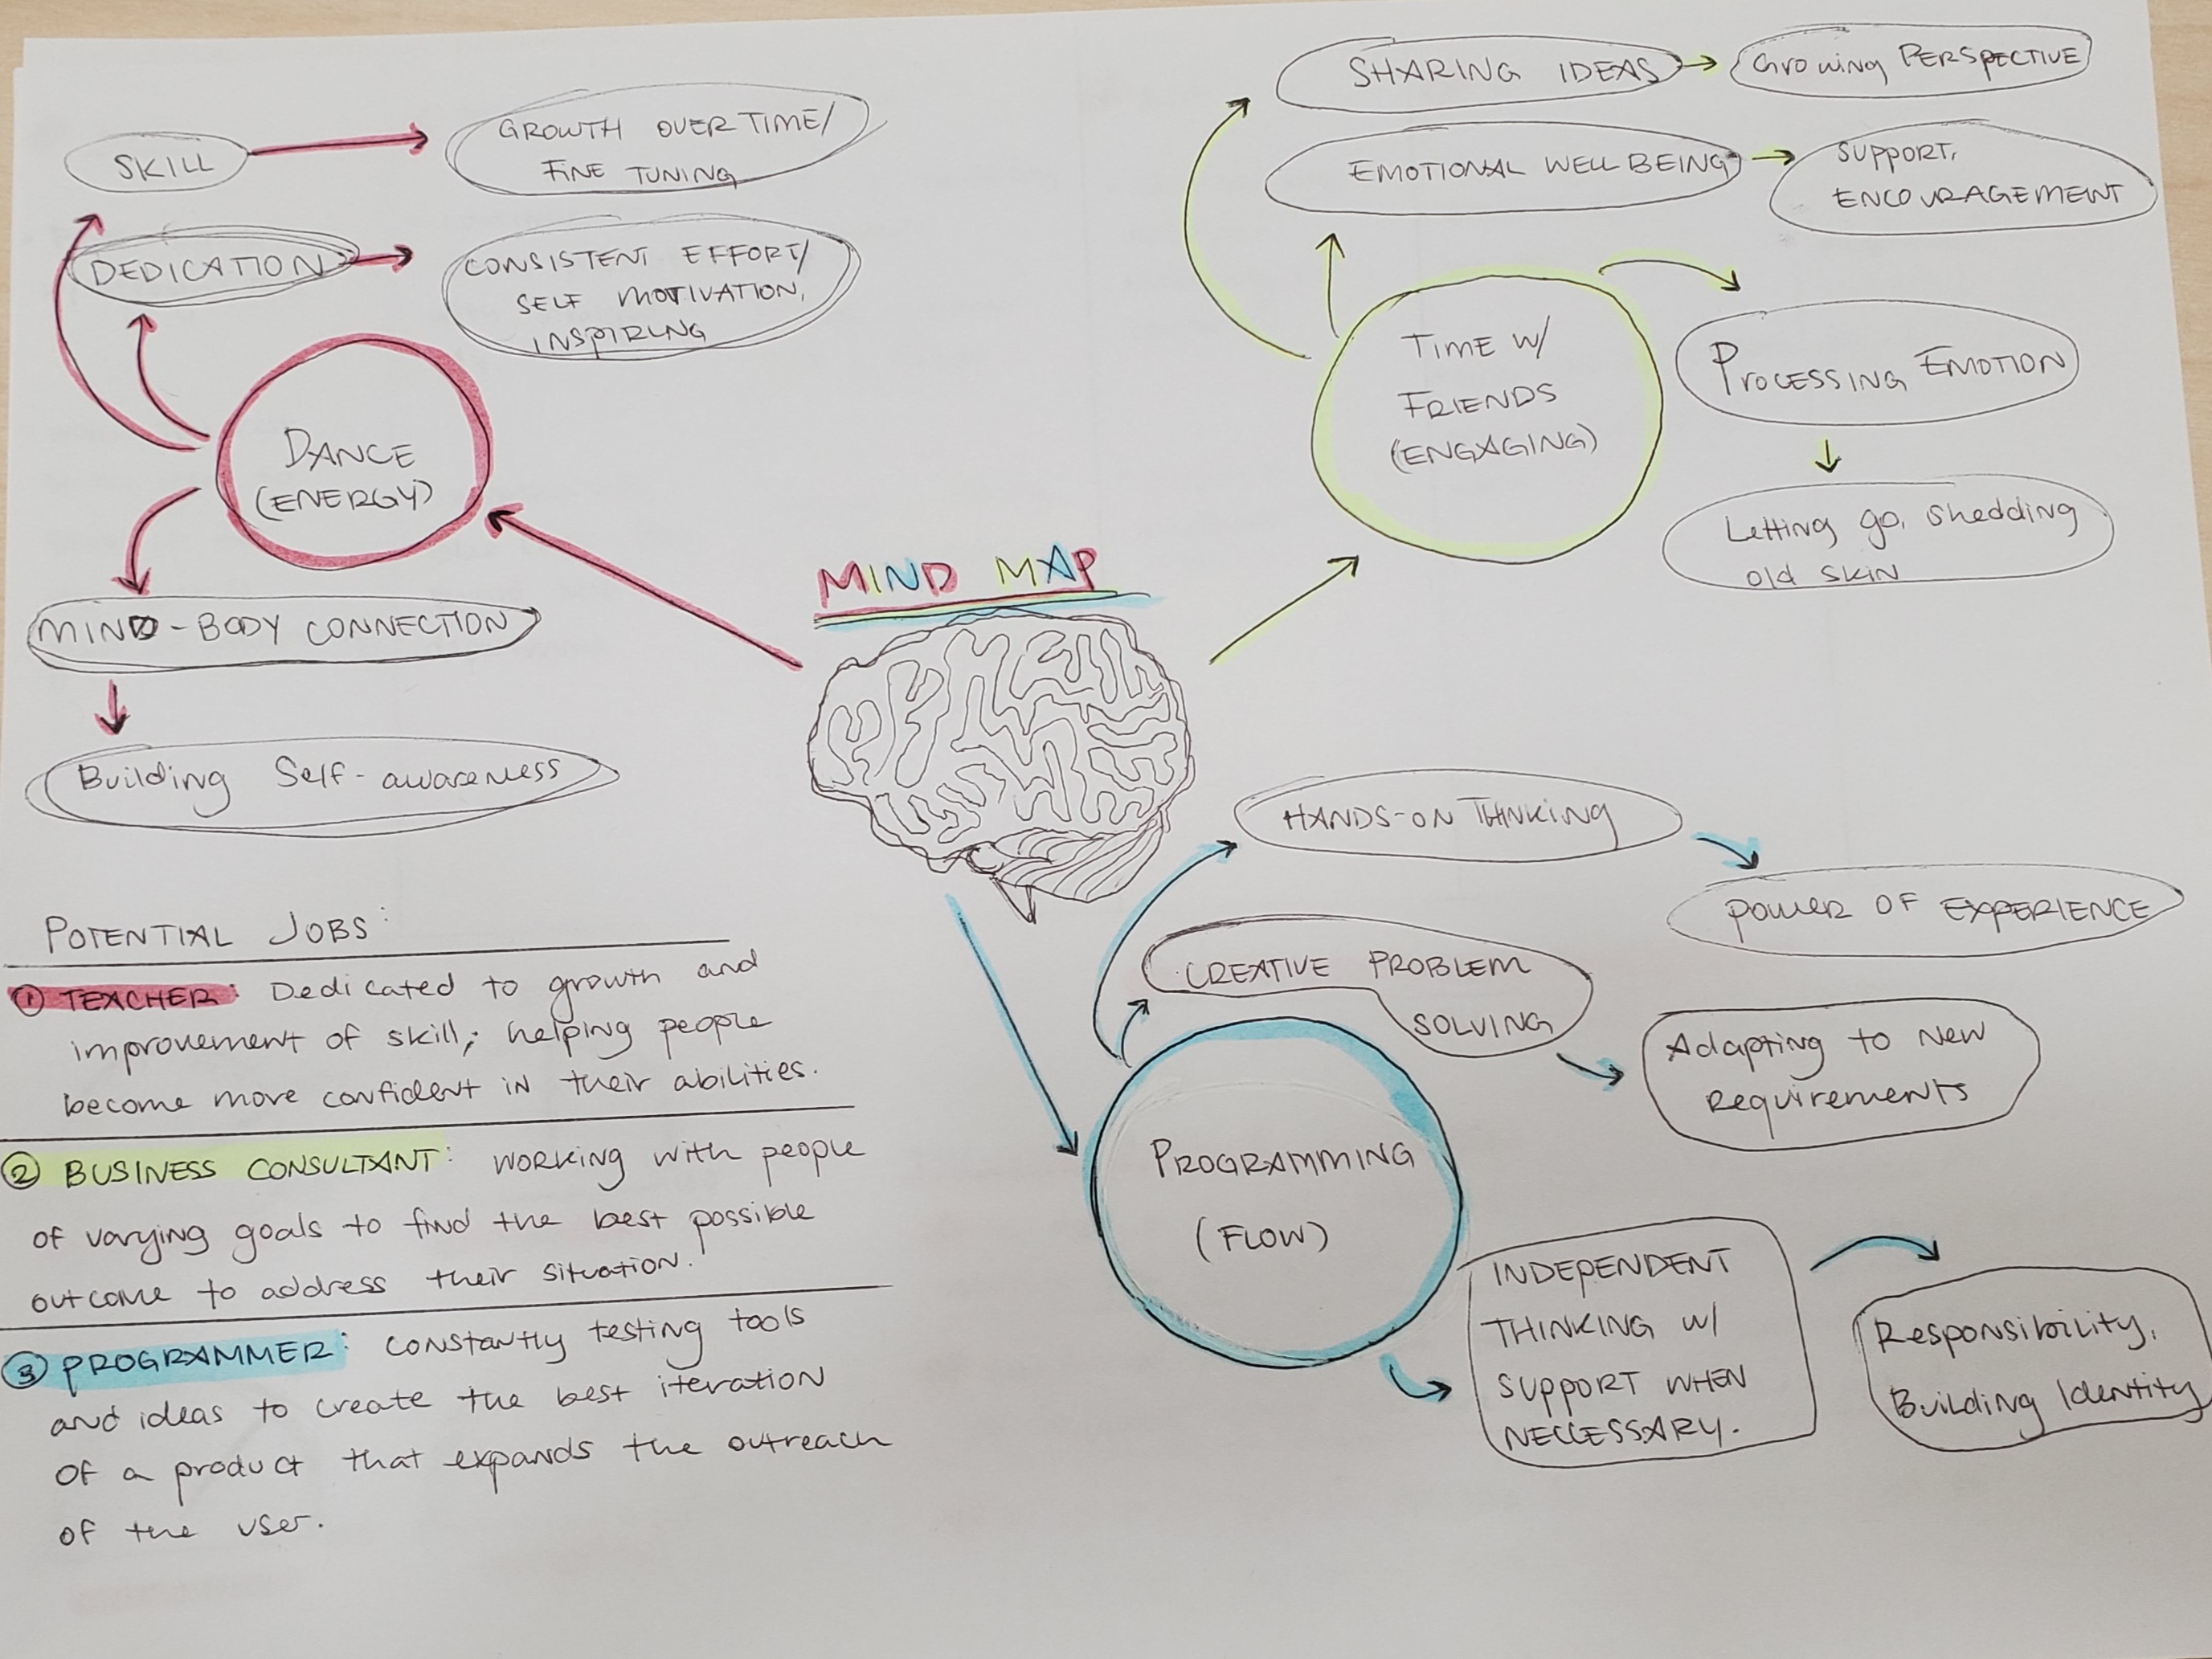 MIND MAP
DANCE
(ENERGY)
SKILL
GROWTH OVER TIME/
FINE TUNING
DEDICATION
CONSISTENT EFFORT/
SELF MOTIVATION,
INSPIRING
MIND-BODY CONNECTION
Building Self-awareness
TIME W/
FRIENDS
(ENGAGING)
SHARING IDEAS
Growing PERSPECTIVE
EMOTIONAL WELL BEING
SUPPORT,
ENCOURAGEMENT
PROCESSING EMOTION
Letting go, shedding
old skin
PROGRAMMING
(FLOW)
HANDS-ON THINKING
POWER OF EXPERIENCE
CREATIVE PROBLEM
SOLVING
Adapting to New
Requirements
INDEPENDENT
THINKING W/
SUPPORT WHEN
NECCESSARY.
Responsibility,
Building Identity
POTENTIAL JOBS:
① TEACHER: Dedicated to growth and
improvement of skill; helping people
become more confident in their abilities.
② BUSINESS CONSULTANT: working with people
of varying goals to find the best possible
outcome to address their situation.
③ PROGRAMMER: constantly testing tools
and ideas to create the best iteration
of a product that expands the outreach
of the user.